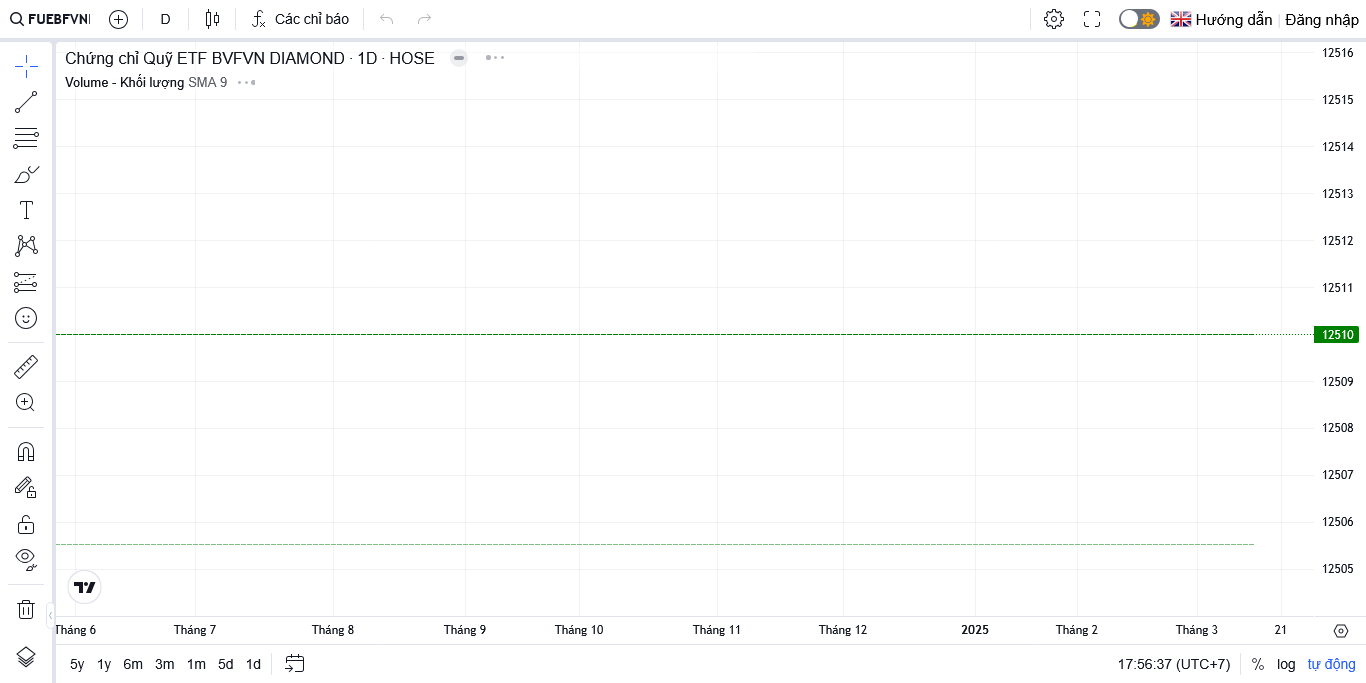 FUEBFVN D Các chỉ báo Hướng dẫn Đăng nhập
Chứng chỉ Quỹ ETF BVFVN DIAMOND · 1D · HOSE
Volume - Khối lượng SMA 9
12516
12515
12514
12513
12512
12511
12510
12509
12508
12507
12506
12505
Tháng 6 Tháng 7 Tháng 8 Tháng 9 Tháng 10 Tháng 11 Tháng 12 2025 Tháng 2 Tháng 3 21
5y 1y 6m 3m 1m 5d 1d 17:56:37 (UTC+7) % log tự động